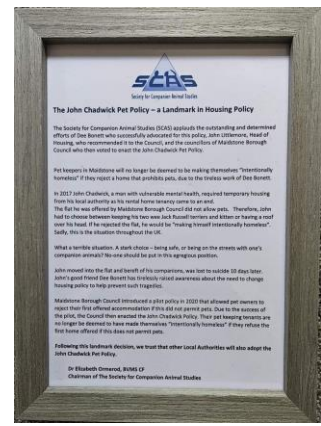 scas
Society for Companion Animal Studies
The John Chadwick Pet Policy – a Landmark in Housing Policy
The Society for Companion Animal Studies (SCAS) applauds the outstanding and determined
efforts of Dee Bonett who successfully advocated for this policy, John Littlemore, Head of
Housing, who recommended it to the Council, and the councillors of Maidstone Borough
Council who then voted to enact the John Chadwick Pet Policy.
Pet keepers in Maidstone will no longer be deemed to be making themselves "intentionally
homeless" if they reject a home that prohibits pets, due to the tireless work of Dee Bonett.
In 2017 John Chadwick, a man with vulnerable mental health, required temporary housing
from his local authority as his rental home tenancy came to an end.
The flat he was offered by Maidstone Borough Council did not allow pets. Therefore, John
had to choose between keeping his two wee Jack Russell terriers and kitten or having a roof
over his head. If he rejected the flat, he would be "making himself intentionally homeless".
Sadly, this is the situation throughout the UK.
What a terrible situation. A stark choice – being safe, or being on the streets with one's
companion animals? No-one should be put in this egregious position.
John moved into the flat and bereft of his companions, was lost to suicide 10 days later.
John's good friend Dee Bonett has tirelessly raised awareness about the need to change
housing policy to help prevent such tragedies.
Maidstone Borough Council introduced a pilot policy in 2020 that allowed pet owners to
reject their first offered accommodation if this did not permit pets. Due to the success of
the pilot, the Council then enacted the John Chadwick Policy. Their pet keeping tenants are
no longer be deemed to have made themselves "intentionally homeless" if they refuse the
first home offered if this does not permit pets.
Following this landmark decision, we trust that other Local Authorities will also adopt the
John Chadwick Pet Policy.
Dr Elizabeth Ormerod, BVMS CF
Chairman of The Society for Companion Animal Studies